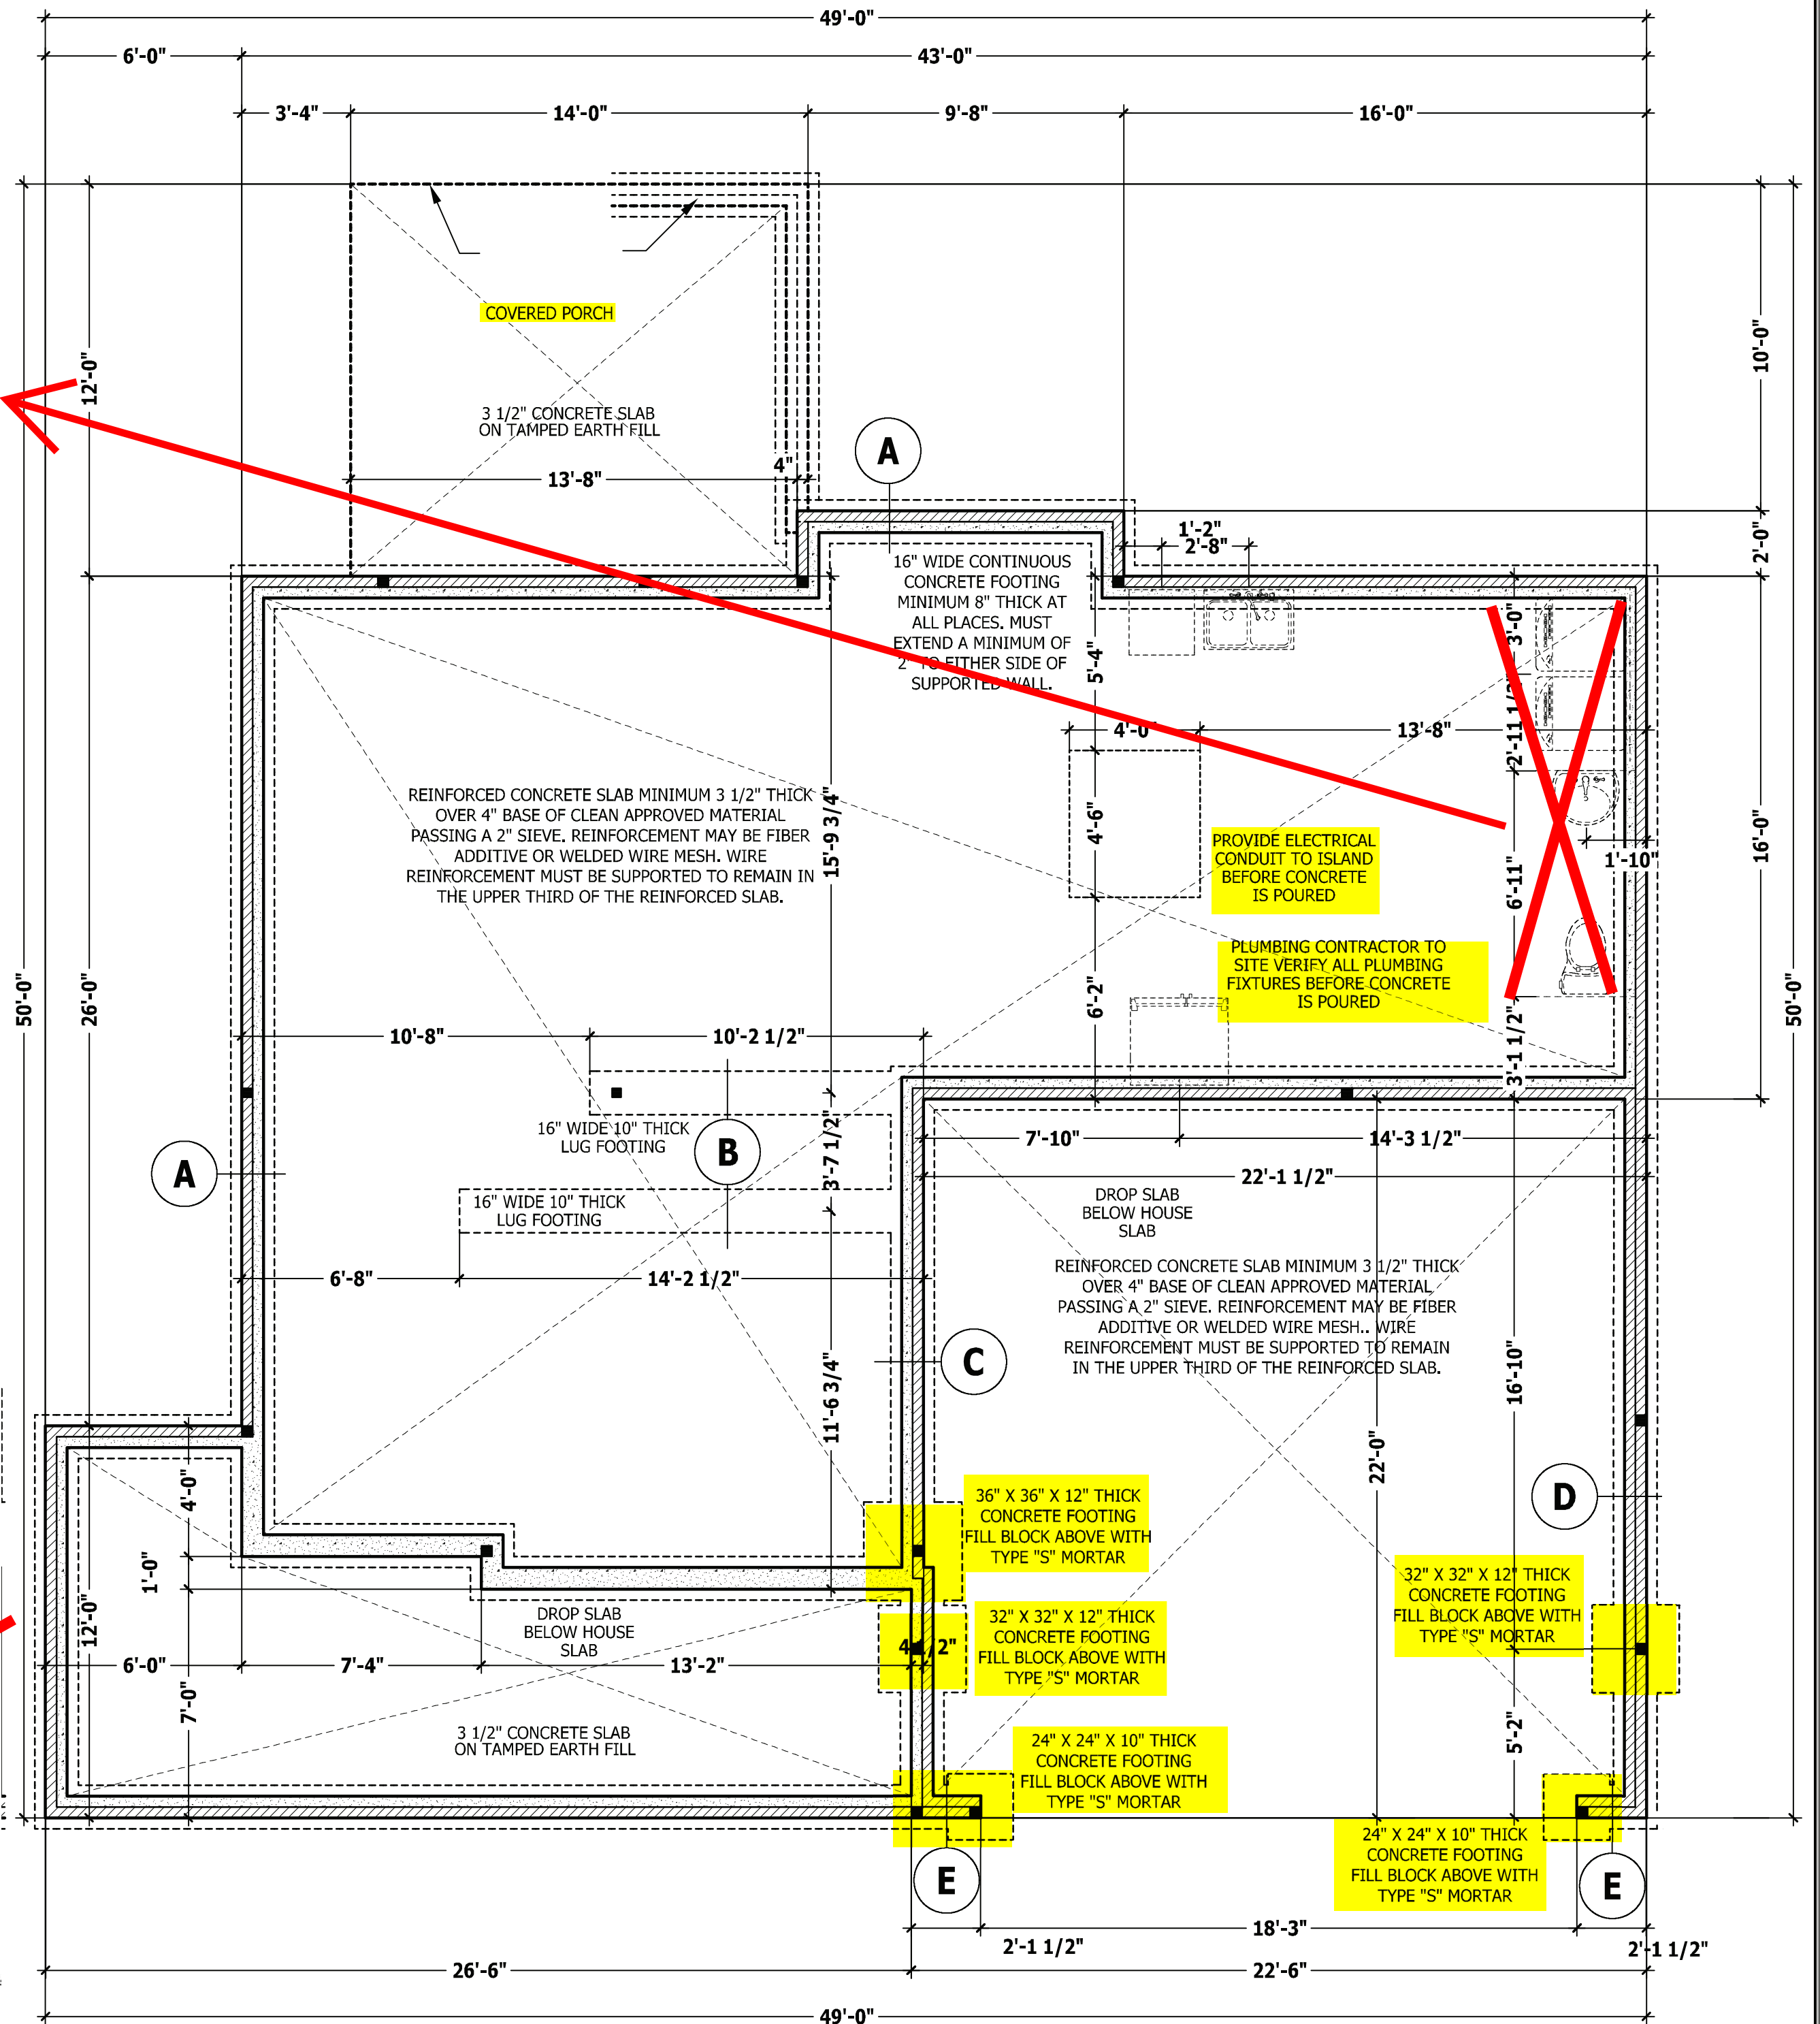 49'-0"
6'-0"
43'-0"
3'-4"
14'-0"
9'-8"
16'-0"
COVERED PORCH
12'-0"
10'-0"
3 1/2" CONCRETE SLAB
ON TAMPED EARTH FILL
A
4"
13'-8"
1'-2"
2'-8"
2'-0"
16" WIDE CONTINUOUS
CONCRETE FOOTING
MINIMUM 8" THICK AT
ALL PLACES. MUST
EXTEND A MINIMUM OF
2" TO EITHER SIDE OF
SUPPORTED WALL.
5'-4"
3'-0"
2'-11 1/2"
4'-0"
13'-8"
REINFORCED CONCRETE SLAB MINIMUM 3 1/2" THICK
OVER 4" BASE OF CLEAN APPROVED MATERIAL
PASSING A 2" SIEVE. REINFORCEMENT MAY BE FIBER
ADDITIVE OR WELDED WIRE MESH. WIRE
REINFORCEMENT MUST BE SUPPORTED TO REMAIN IN
THE UPPER THIRD OF THE REINFORCED SLAB.
15'-9 3/4"
4'-6"
PROVIDE ELECTRICAL
CONDUIT TO ISLAND
BEFORE CONCRETE
IS POURED
6'-11"
1'-10"
16'-0"
PLUMBING CONTRACTOR TO
SITE VERIFY ALL PLUMBING
FIXTURES BEFORE CONCRETE
IS POURED
50'-0"
26'-0"
6'-2"
50'-0"
10'-8"
10'-2 1/2"
3'-1 1/2"
16" WIDE 10" THICK
LUG FOOTING
B
3'-7 1/2"
7'-10"
14'-3 1/2"
A
22'-1 1/2"
16" WIDE 10" THICK
LUG FOOTING
DROP SLAB
BELOW HOUSE
SLAB
6'-8"
14'-2 1/2"
REINFORCED CONCRETE SLAB MINIMUM 3 1/2" THICK
OVER 4" BASE OF CLEAN APPROVED MATERIAL
PASSING A 2" SIEVE. REINFORCEMENT MAY BE FIBER
ADDITIVE OR WELDED WIRE MESH.. WIRE
REINFORCEMENT MUST BE SUPPORTED TO REMAIN
IN THE UPPER THIRD OF THE REINFORCED SLAB.
C
11'-6 3/4"
16'-10"
22'-0"
4'-0"
36" X 36" X 12" THICK
CONCRETE FOOTING
FILL BLOCK ABOVE WITH
TYPE "S" MORTAR
D
1'-0"
32" X 32" X 12" THICK
CONCRETE FOOTING
FILL BLOCK ABOVE WITH
TYPE "S" MORTAR
12'-0"
DROP SLAB
BELOW HOUSE
SLAB
32" X 32" X 12" THICK
CONCRETE FOOTING
FILL BLOCK ABOVE WITH
TYPE "S" MORTAR
6'-0"
7'-4"
13'-2"
4 1/2"
7'-0"
5'-2"
3 1/2" CONCRETE SLAB
ON TAMPED EARTH FILL
24" X 24" X 10" THICK
CONCRETE FOOTING
FILL BLOCK ABOVE WITH
TYPE "S" MORTAR
24" X 24" X 10" THICK
CONCRETE FOOTING
FILL BLOCK ABOVE WITH
TYPE "S" MORTAR
E
E
18'-3"
2'-1 1/2"
2'-1 1/2"
26'-6"
22'-6"
49'-0"